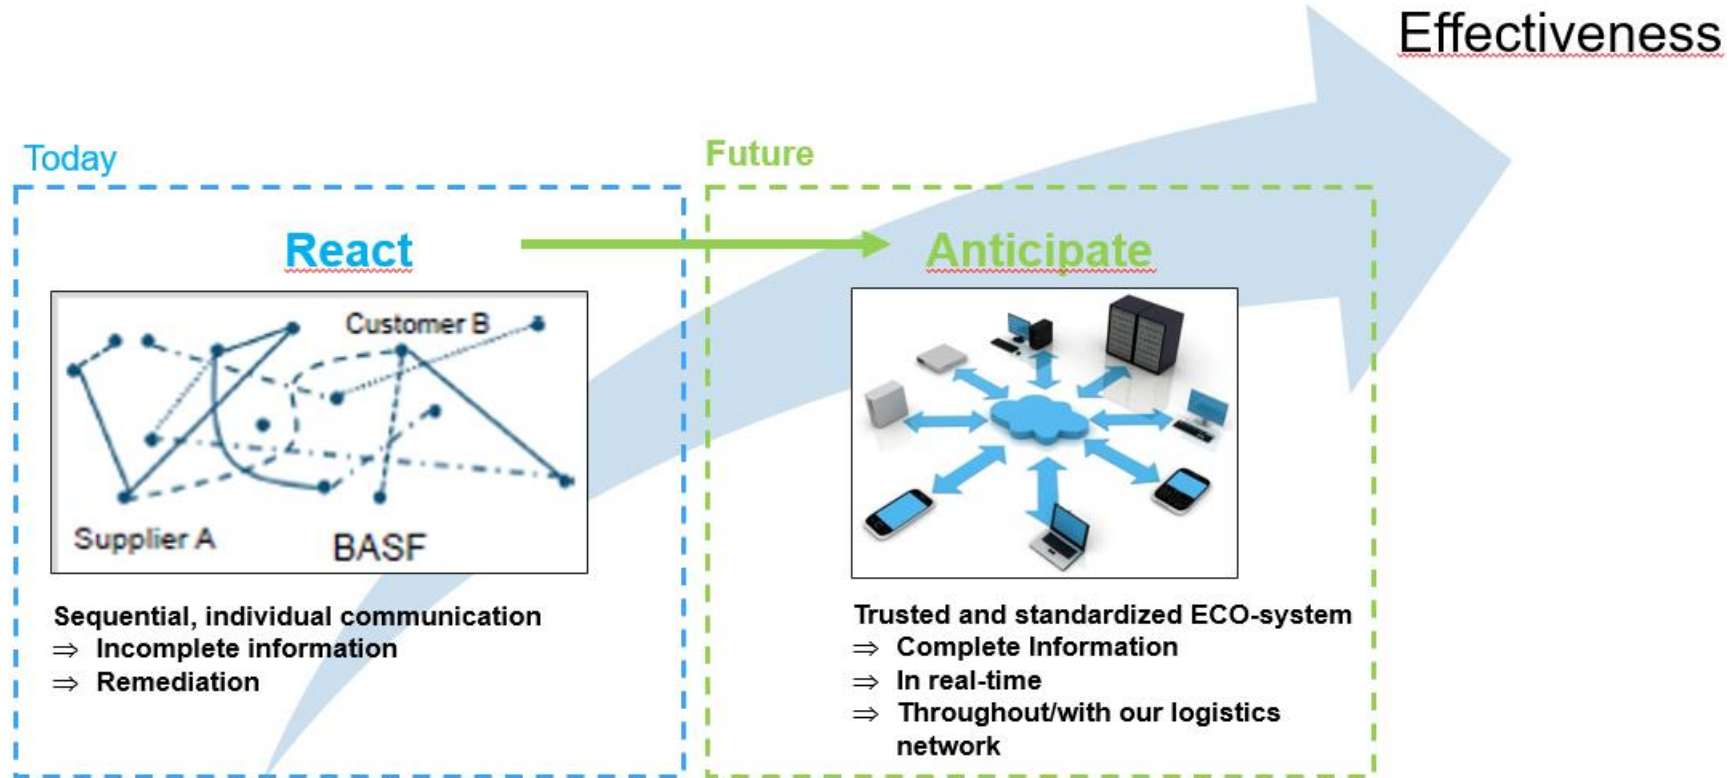 Effectiveness
Today
Future
React
Anticipate
Customer B
Supplier A
BASF
Sequential, individual communication
⇒ Incomplete information
⇒ Remediation
Trusted and standardized ECO-system
⇒ Complete Information
⇒ In real-time
⇒ Throughout/with our logistics
network